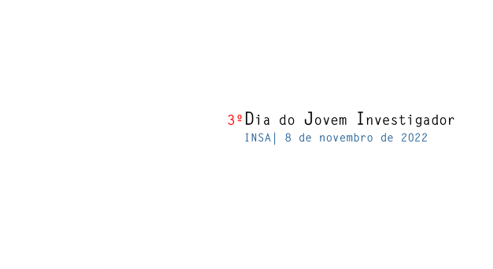 3ºDia do Jovem Investigador
INSA| 8 de novembro de 2022